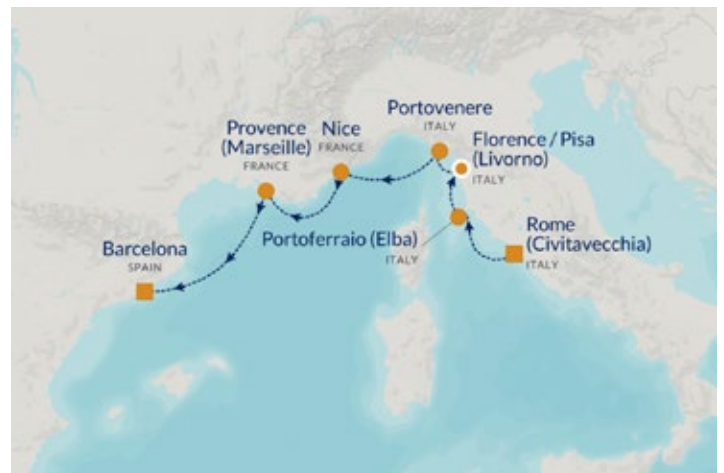 Portovenere
ITALY
Provence
(Marseille)
FRANCE
Nice
FRANCE
Florence / Pisa
(Livorno)
ITALY
Barcelona
SPAIN
Portoferraio (Elba)
ITALY
Rome
(Civitavecchia)
ITALY